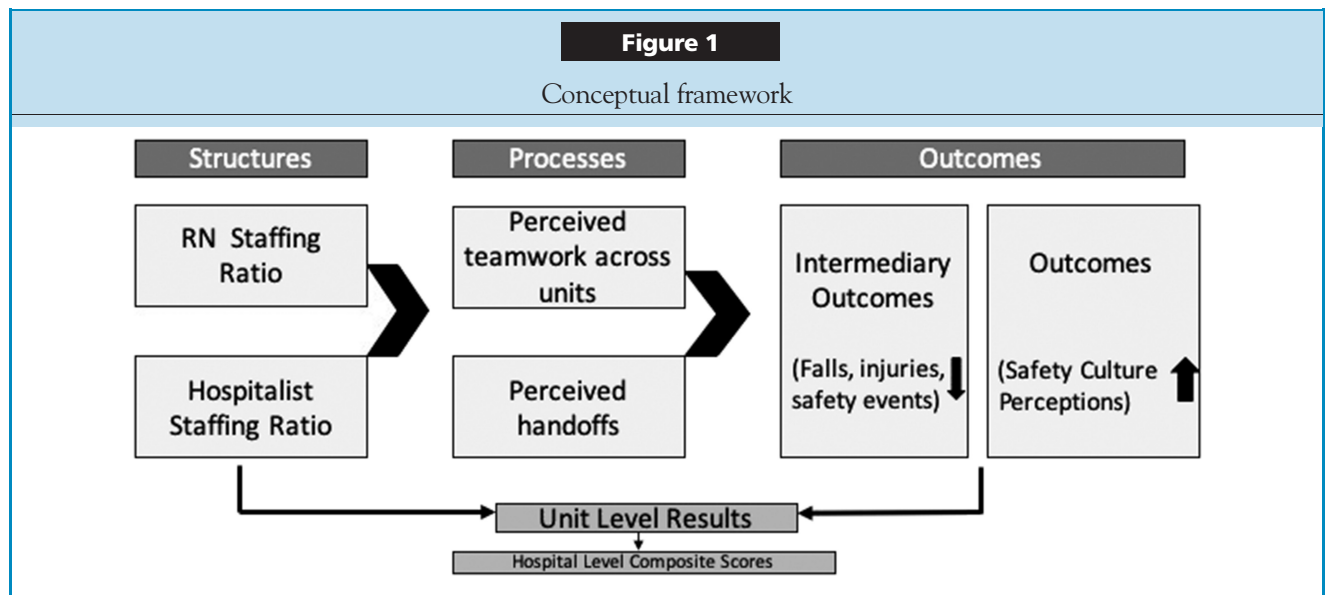 Figure 1
Conceptual framework
Structures
Processes
Outcomes
RN Staffing
Ratio
Hospitalist
Staffing Ratio
Perceived
teamwork across
units
Perceived
handoffs
Intermediary
Outcomes
(Falls, injuries,
safety events)
Outcomes
(Safety Culture
Perceptions)
Unit Level Results
Hospital Level Composite Scores